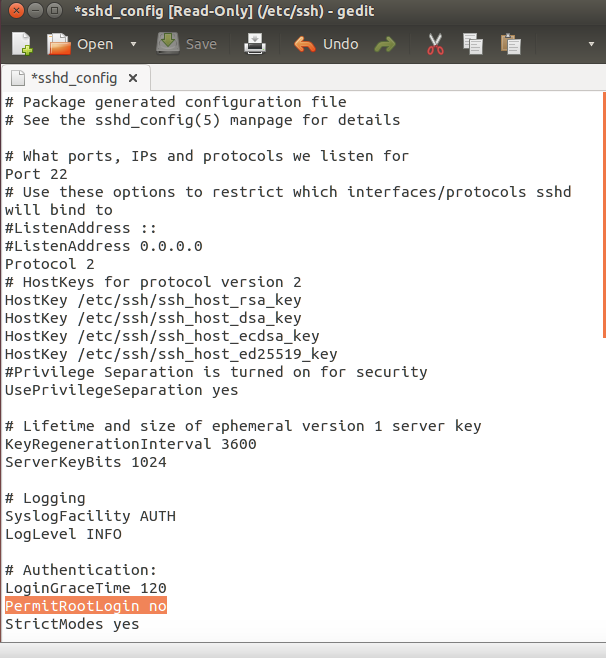 *sshd_config [Read-Only] (/etc/ssh) - gedit
Open Save Undo
*sshd_config
# Package generated configuration file
# See the sshd_config(5) manpage for details
# What ports, IPs and protocols we listen for
Port 22
# Use these options to restrict which interfaces/protocols sshd
will bind to
#ListenAddress ::
#ListenAddress 0.0.0.0
Protocol 2
# HostKeys for protocol version 2
HostKey /etc/ssh/ssh_host_rsa_key
HostKey /etc/ssh/ssh_host_dsa_key
HostKey /etc/ssh/ssh_host_ecdsa_key
HostKey /etc/ssh/ssh_host_ed25519_key
#Privilege Separation is turned on for security
UsePrivilegeSeparation yes
# Lifetime and size of ephemeral version 1 server key
KeyRegenerationInterval 3600
ServerKeyBits 1024
# Logging
SyslogFacility AUTH
LogLevel INFO
# Authentication:
LoginGraceTime 120
PermitRootLogin no
StrictModes yes